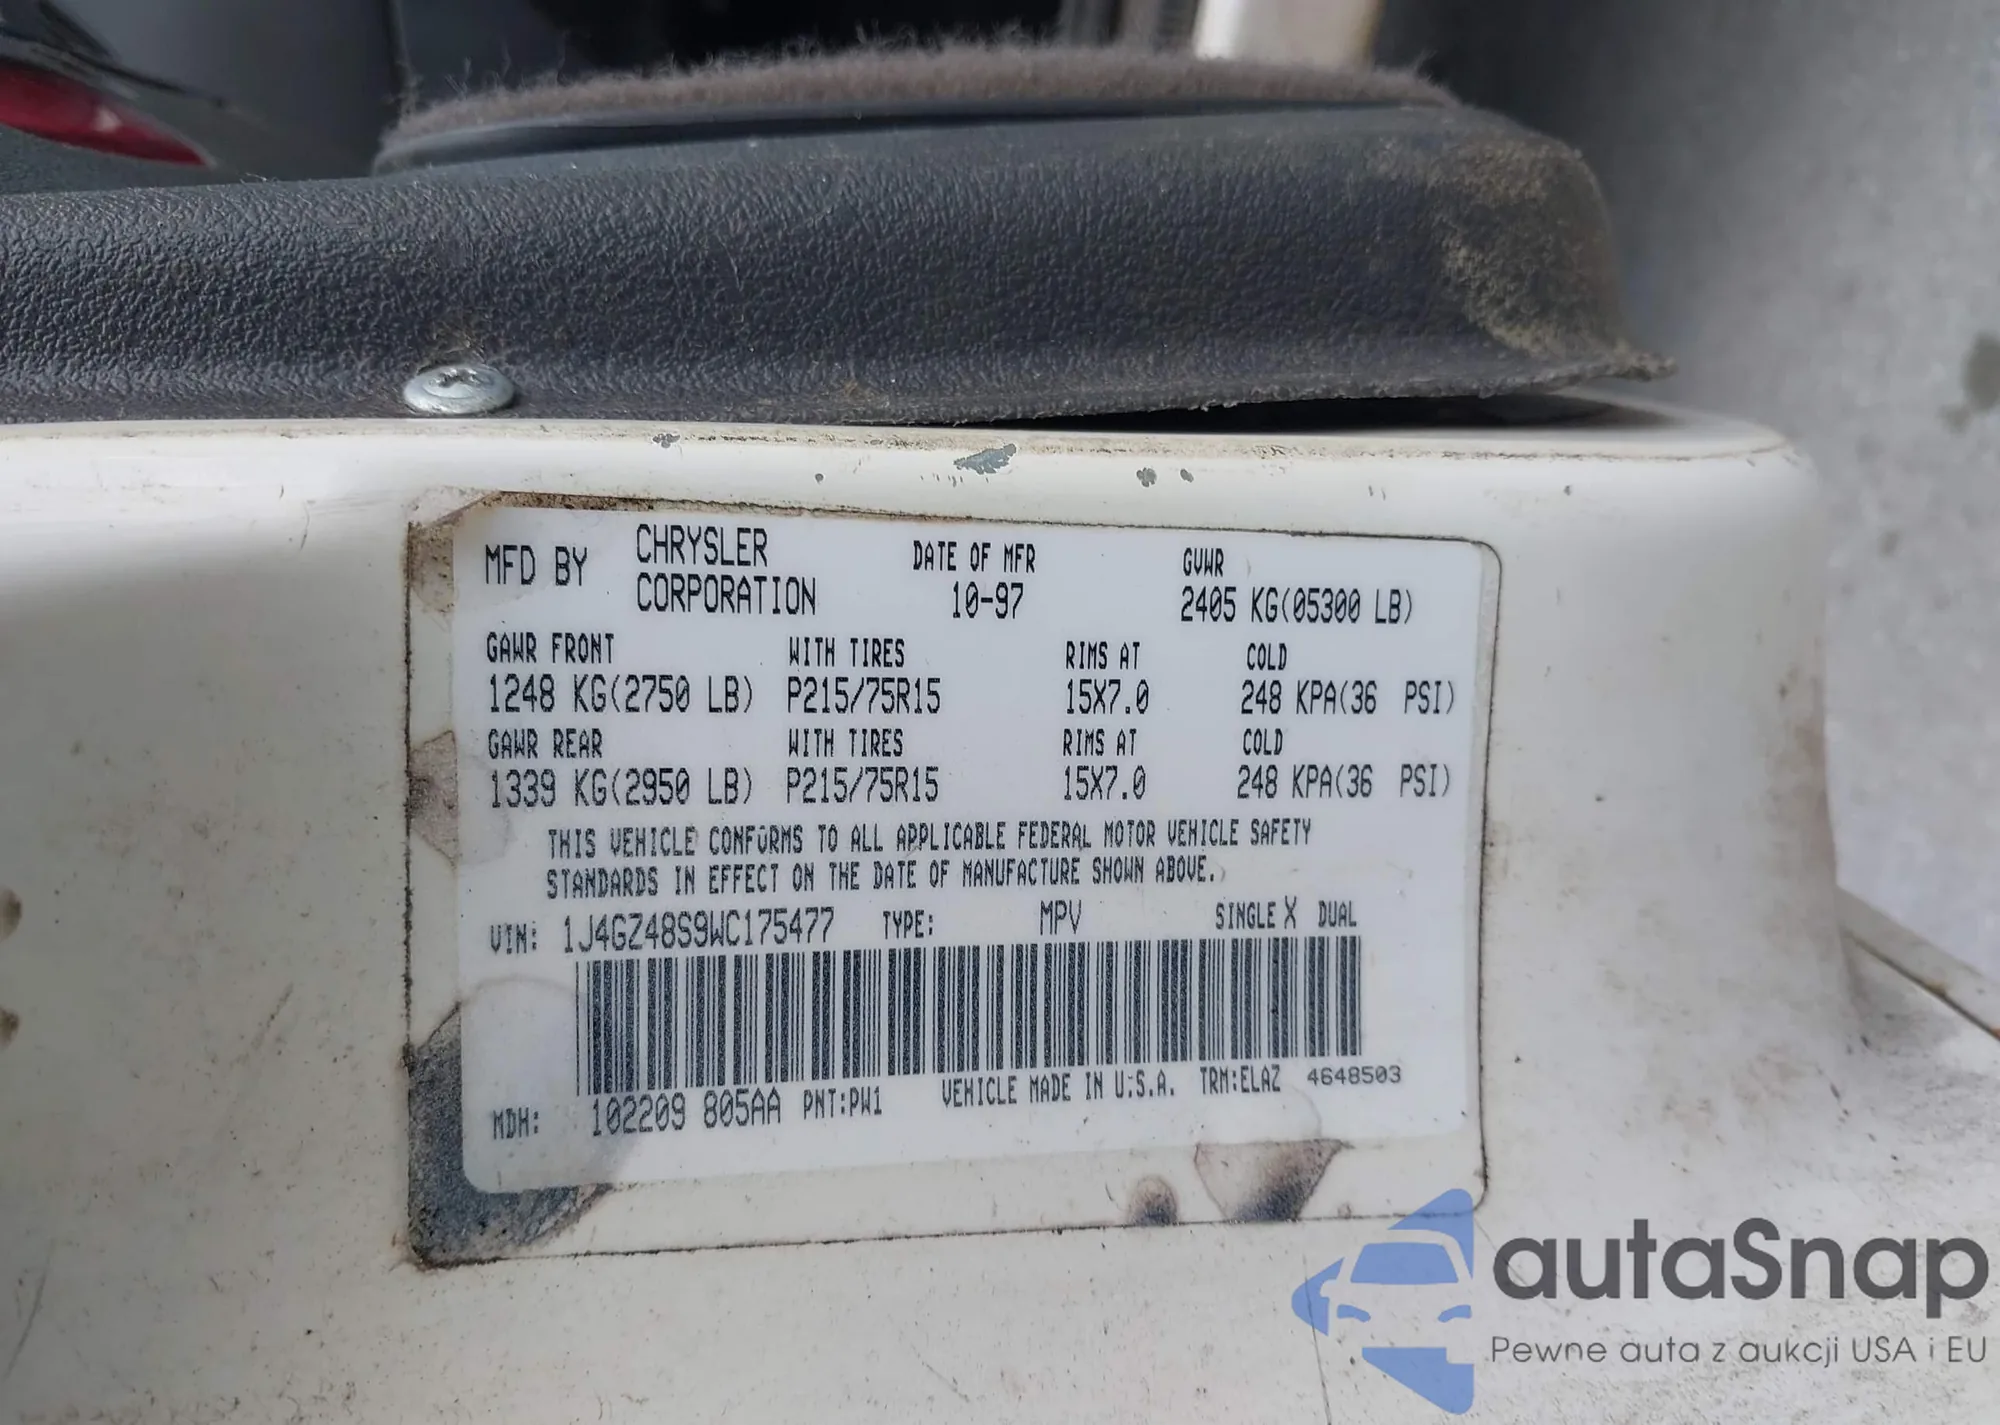 MFD BY CHRYSLER CORPORATION DATE OF MFR 10-97 GVWR 2405 KG(05300 LB)
GAWR FRONT WITH TIRES RIMS AT COLD
1248 KG(2750 LB) P215/75R15 15X7.0 248 KPA(36 PSI)
GAWR REAR WITH TIRES RIMS AT COLD
1339 KG(2950 LB) P215/75R15 15X7.0 248 KPA(36 PSI)
THIS VEHICLE CONFORMS TO ALL APPLICABLE FEDERAL MOTOR VEHICLE SAFETY
STANDARDS IN EFFECT ON THE DATE OF MANUFACTURE SHOWN ABOVE.
VIN: 1J4GZ48S9WC175477 TYPE: MPV SINGLE X DUAL
MDH: 102209 805AA PNT:PW1 VEHICLE MADE IN U.S.A. TRM:ELAZ 4648503
autaSnap
Pewne auta z aukcji USA i EU